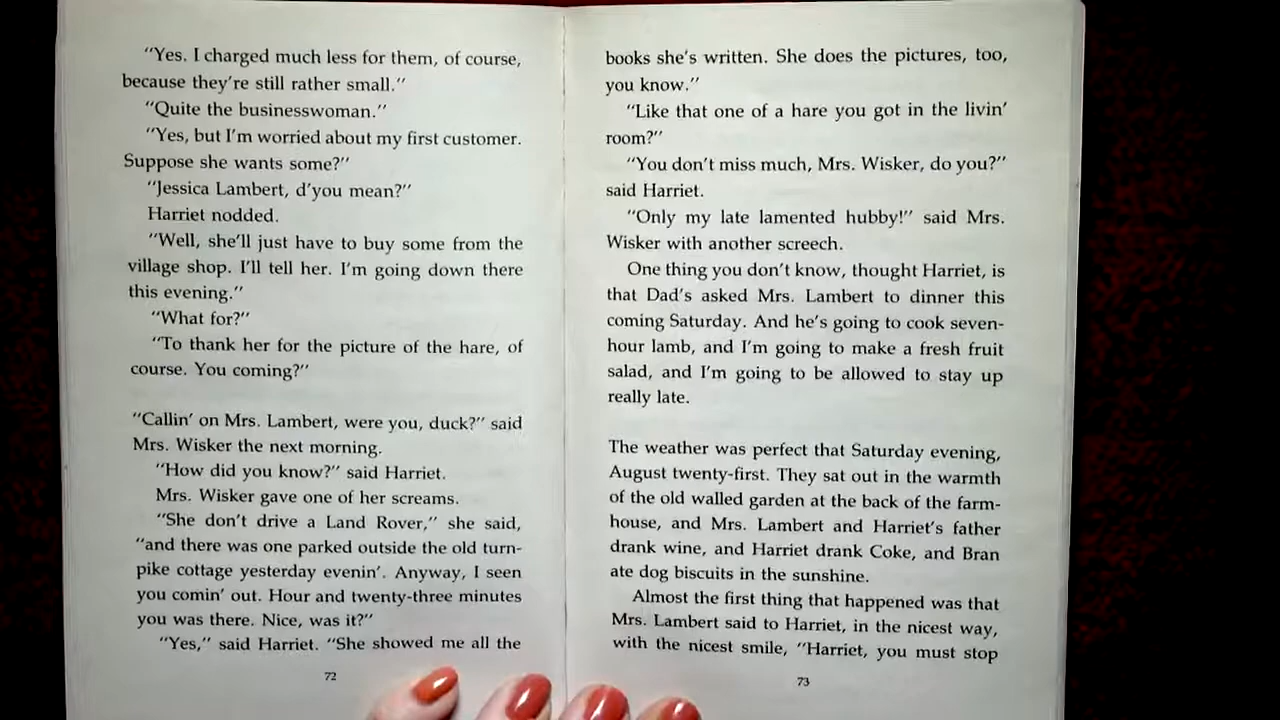 "Yes. I charged much less for them, of course,
because they're still rather small."
"Quite the businesswoman."
"Yes, but I'm worried about my first customer.
Suppose she wants some?"
"Jessica Lambert, d'you mean?"
Harriet nodded.
"Well, she'll just have to buy some from the
village shop. I'll tell her. I'm going down there
this evening."
"What for?"
"To thank her for the picture of the hare, of
course. You coming?"
"Callin' on Mrs. Lambert, were you, duck?" said
Mrs. Wisker the next morning.
"How did you know?" said Harriet.
Mrs. Wisker gave one of her screams.
"She don't drive a Land Rover," she said,
"and there was one parked outside the old turn-
pike cottage yesterday evenin'. Anyway, I seen
you comin' out. Hour and twenty-three minutes
you was there. Nice, was it?"
"Yes," said Harriet. "She showed me all the
72
books she's written. She does the pictures, too,
you know."
"Like that one of a hare you got in the livin'
room?"
"You don't miss much, Mrs. Wisker, do you?"
said Harriet.
"Only my late lamented hubby!" said Mrs.
Wisker with another screech.
One thing you don't know, thought Harriet, is
that Dad's asked Mrs. Lambert to dinner this
coming Saturday. And he's going to cook seven-
hour lamb, and I'm going to make a fresh fruit
salad, and I'm going to be allowed to stay up
really late.
The weather was perfect that Saturday evening,
August twenty-first. They sat out in the warmth
of the old walled garden at the back of the farm-
house, and Mrs. Lambert and Harriet's father
drank wine, and Harriet drank Coke, and Bran
ate dog biscuits in the sunshine.
Almost the first thing that happened was that
Mrs. Lambert said to Harriet, in the nicest way,
with the nicest smile, "Harriet, you must stop
73